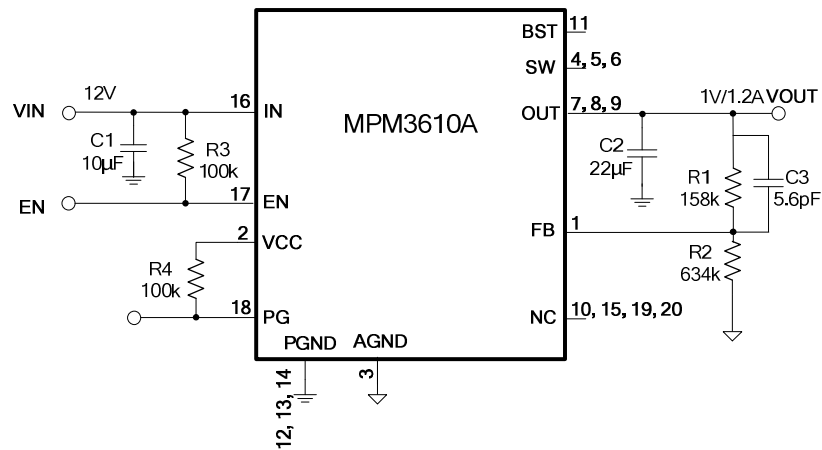 BST
11
SW
4, 5, 6
VIN
12V
16
IN
MPM3610A
OUT
7, 8, 9
1V/1.2A VOUT
C1
10µF
R3
100k
C2
22µF
R1
158k
C3
5.6pF
EN
17
EN
2
VCC
FB
1
R4
100k
R2
634k
18
PG
NC
10, 15, 19, 20
PGND
AGND
12, 13, 14
3